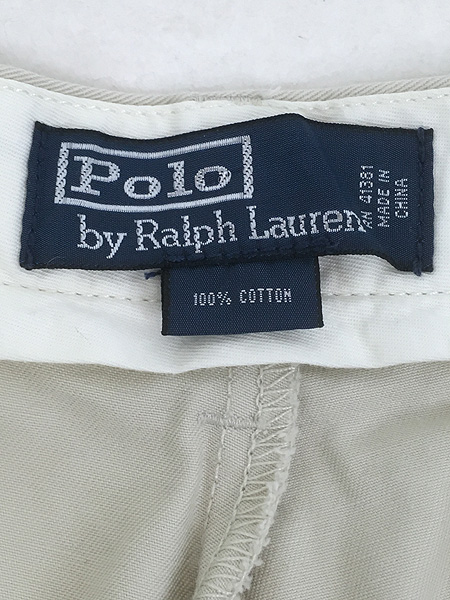 Polo
by Ralph Lauren
RN 41381
MADE IN
CHINA
100% COTTON